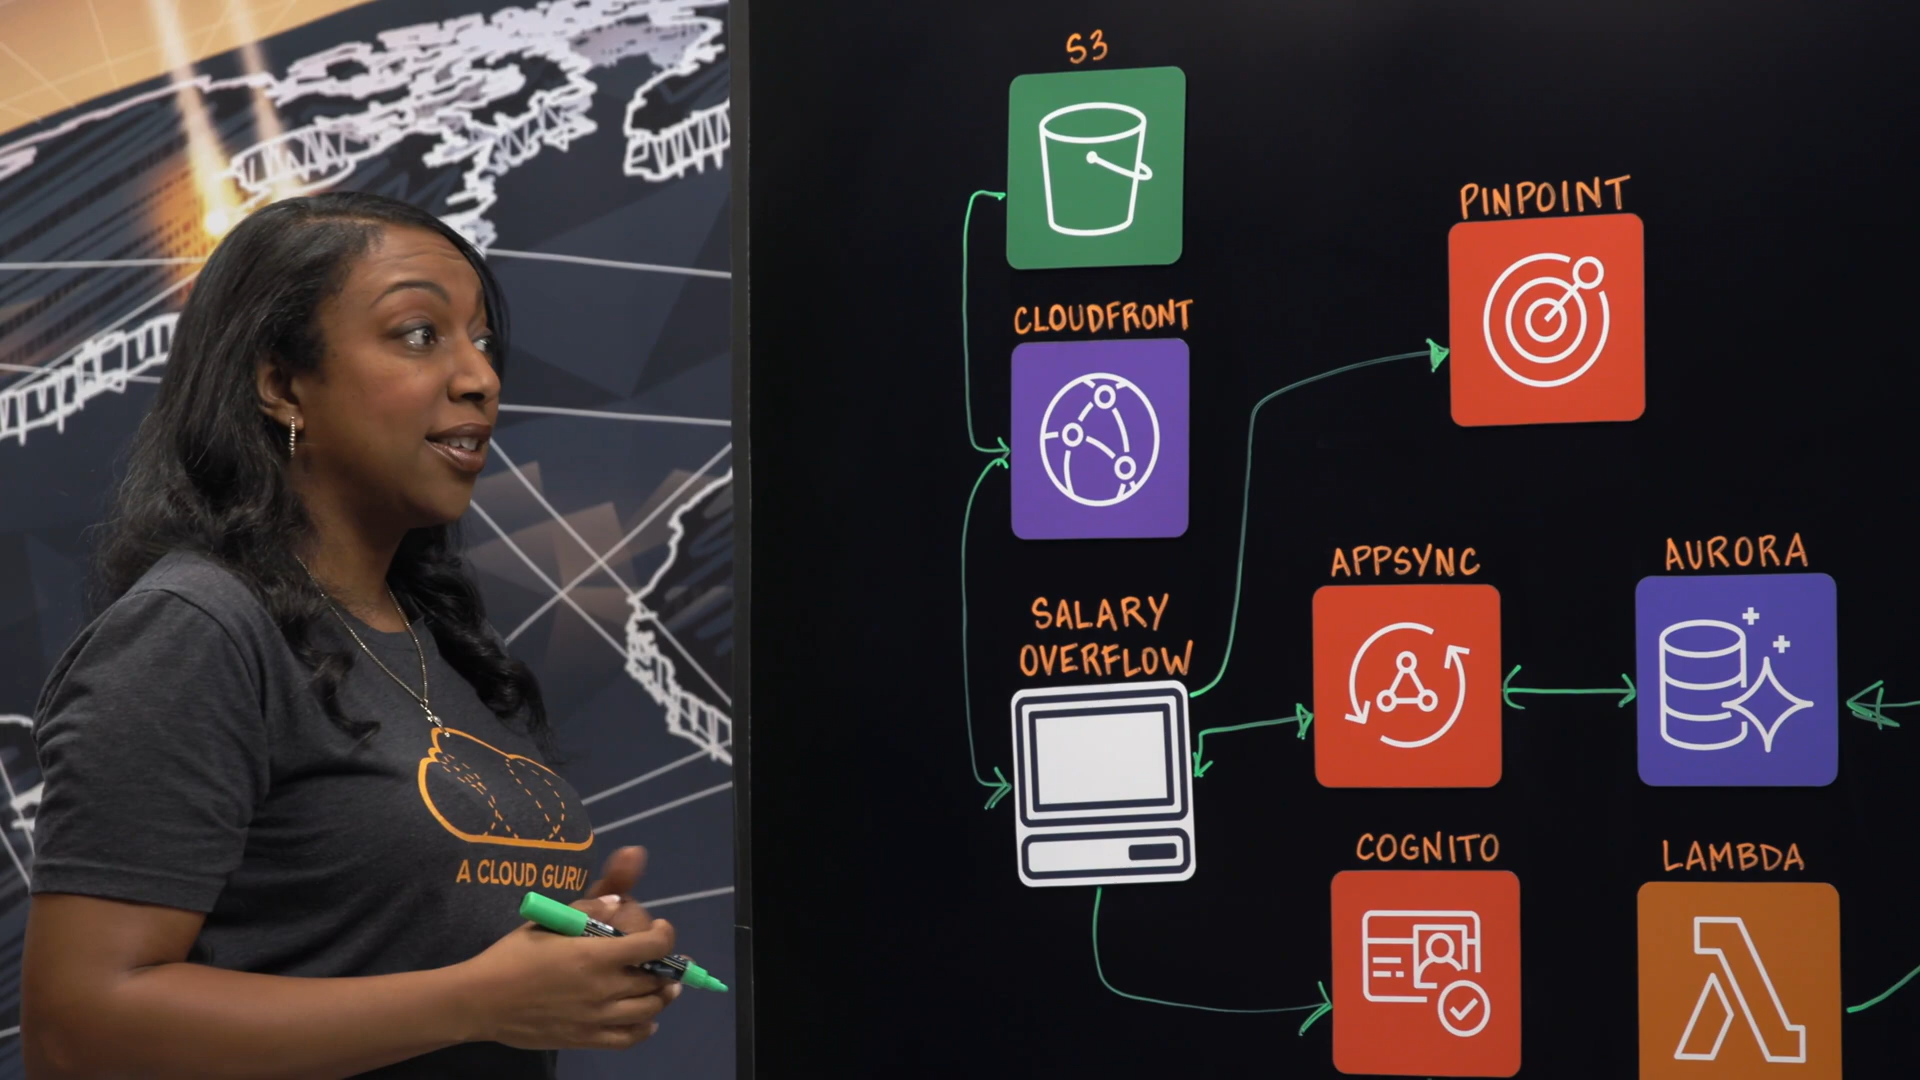 S3
CLOUDFRONT
SALARY
OVERFLOW
PINPOINT
APPSYNC
AURORA
COGNITO
LAMBDA
A CLOUD GURU